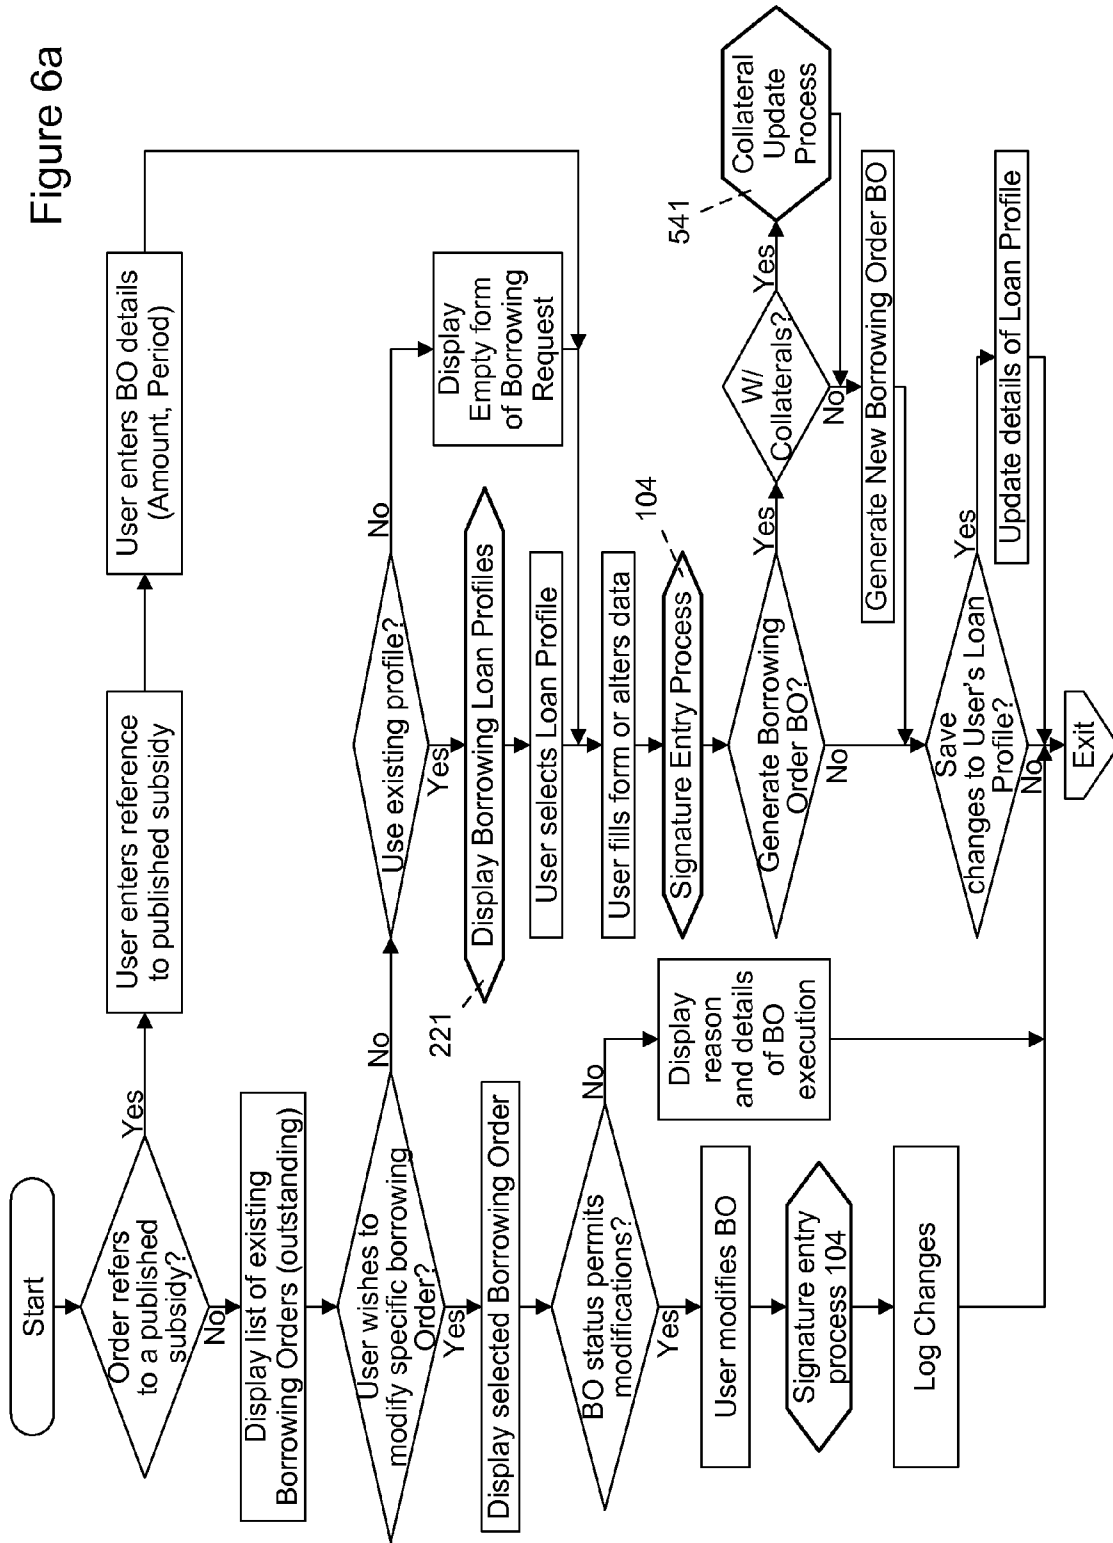 Figure 6a
Start
Order refers
to a published
subsidy?
Yes
No
User enters reference
to published subsidy
User enters BO details
(Amount, Period)
Display list of existing
Borrowing Orders (outstanding)
User wishes to
modify specific borrowing
Order?
No
Yes
Use existing profile?
No
Yes
Display
Empty form
of Borrowing
Request
Display Borrowing Loan Profiles
221
User selects Loan Profile
User fills form or alters data
Signature Entry Process
104
Generate Borrowing
Order BO?
Yes
No
W/
Collaterals?
Yes
No
541
Collateral
Update
Process
Generate New Borrowing Order BO
Save
changes to User's Loan
Profile?
Yes
No
Update details of Loan Profile
Display selected Borrowing Order
BO status permits
modifications?
No
Yes
Display
reason
and details
of BO
execution
User modifies BO
Signature entry
process 104
Log Changes
Exit